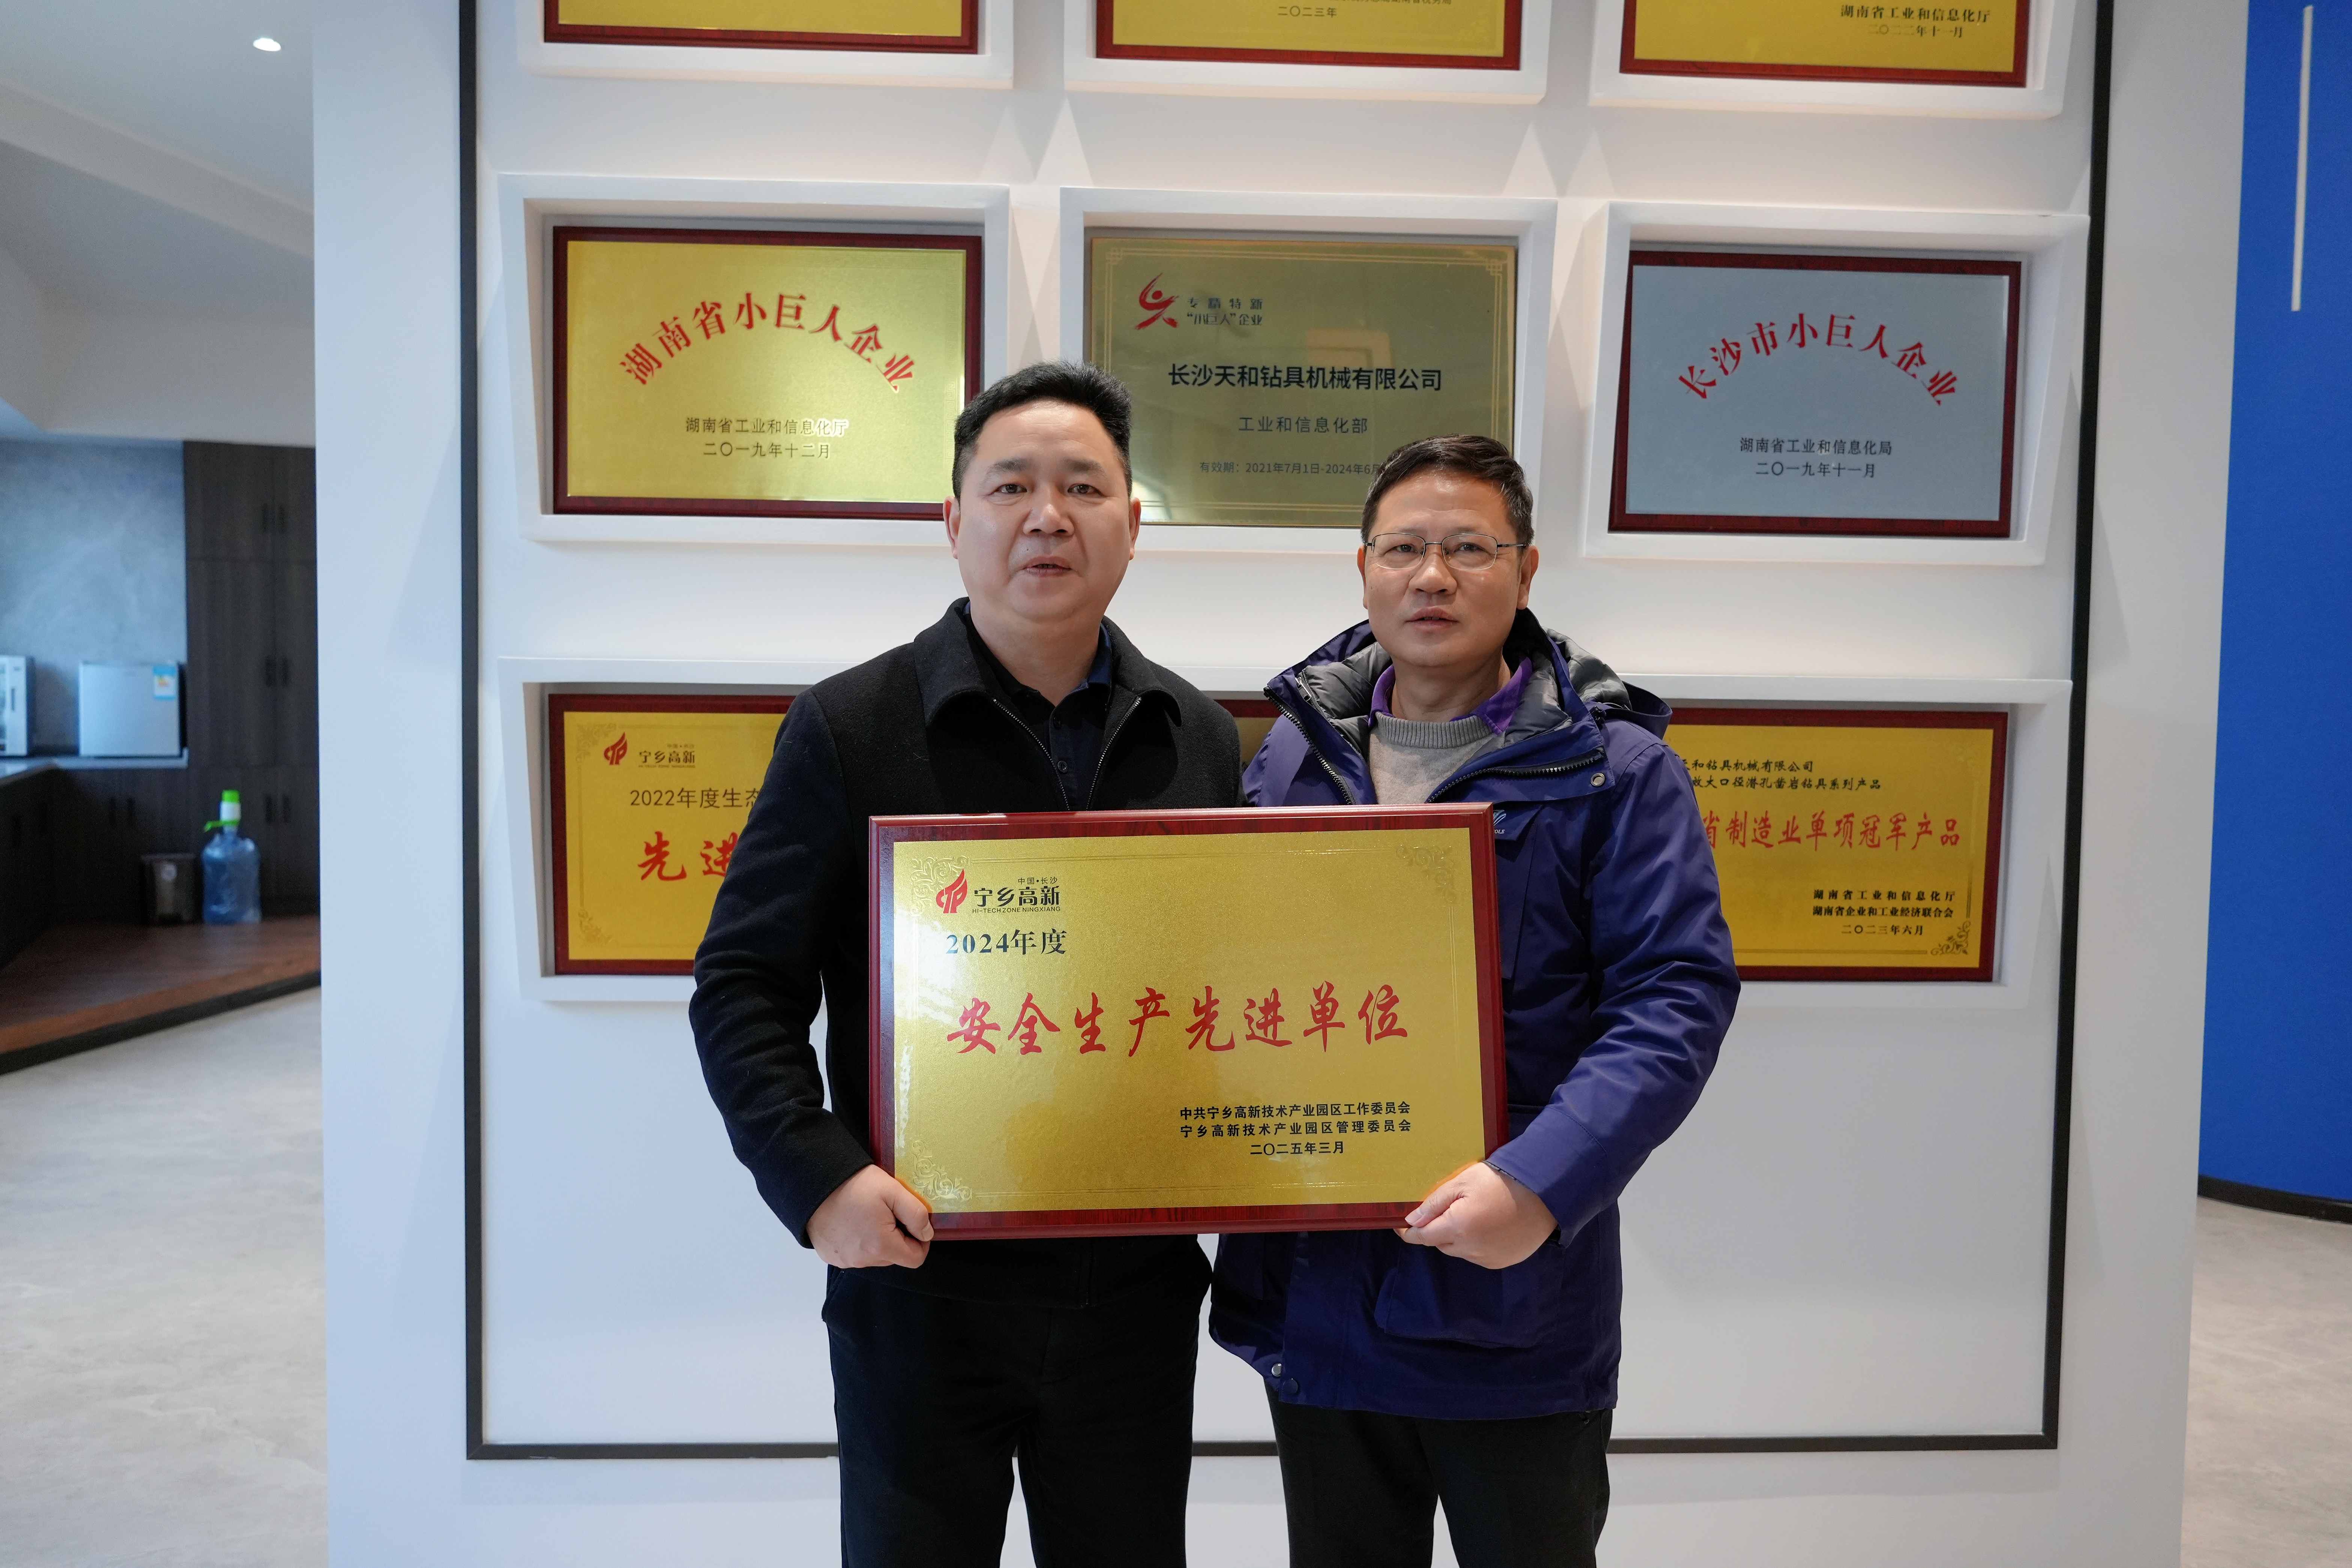 二〇二三年
湖南省工业和信息化厅
二〇二二年十一月
湖南省小巨人企业
湖南省工业和信息化厅
二〇一九年十二月
专精特新
“小巨人”企业
长沙天和钻具机械有限公司
工业和信息化部
有效期：2021年7月1日-2024年6月
长沙市小巨人企业
湖南省工业和信息化局
二〇一九年十一月
中国•长沙
宁乡高新
2022年度生态
先进
和钻具机械有限公司
大口径潜孔凿岩钻具系列产品
省制造业单项冠军产品
湖南省工业和信息化厅
湖南省企业和工业经济联合会
二〇二三年六月
中国•长沙
宁乡高新
HI-TECH ZONE NINGXIANG
2024年度
安全生产先进单位
中共宁乡高新技术产业园区工作委员会
宁乡高新技术产业园区管理委员会
二〇二五年三月